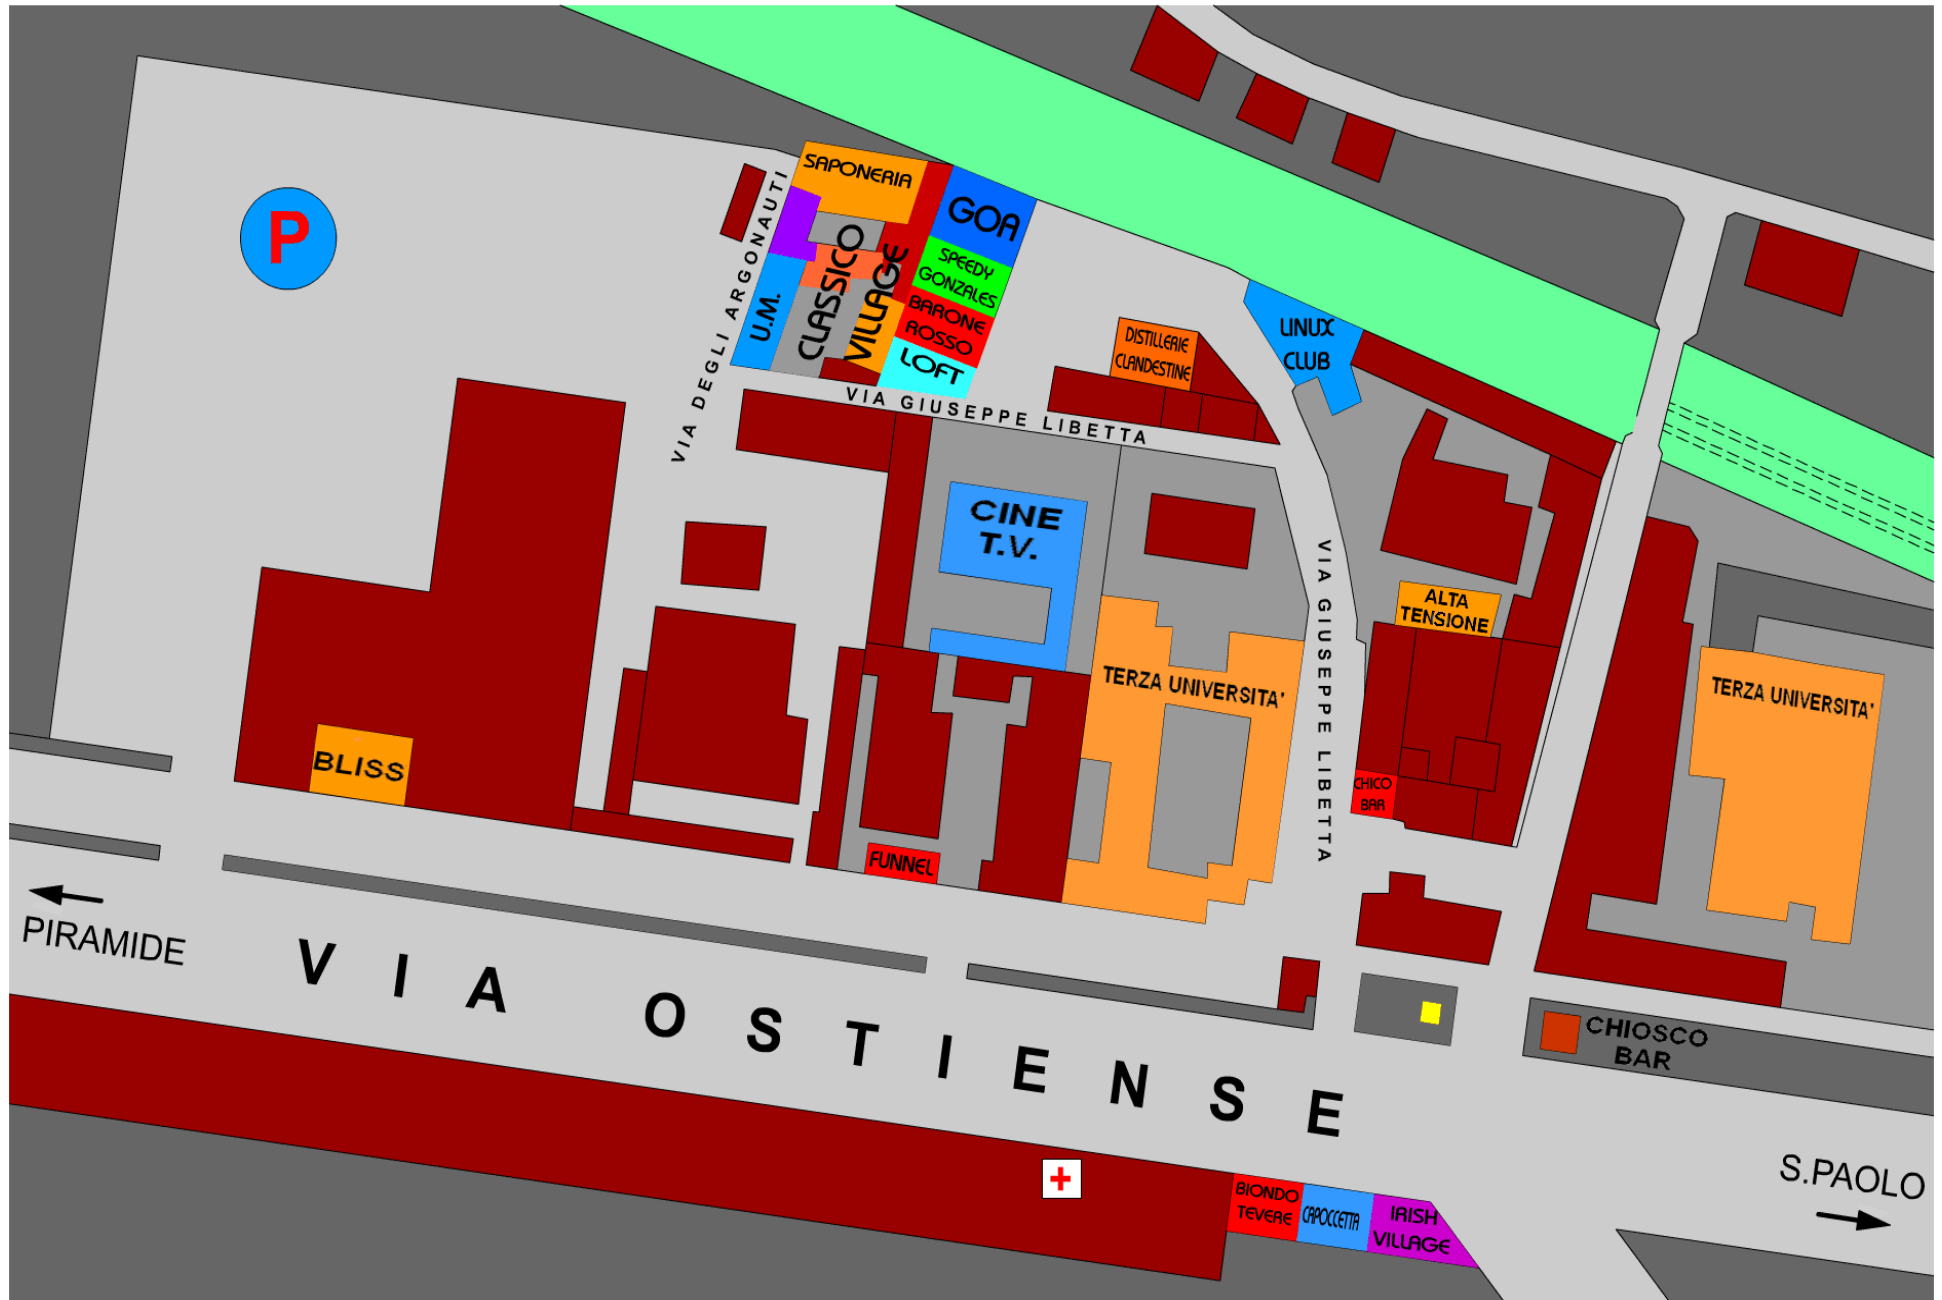 P
SAPONERIA
GOA
SPEEDY
GONZALES
BARONE
ROSSO
LOFT
U.M.
CLASSICO
VILLAGE
VIA DEGLI ARGONAUTI
VIA GIUSEPPE LIBETTA
DISTILLERIE
CLANDESTINE
LINUX
CLUB
CINE
T.V.
VIA GIUSEPPE LIBETTA
ALTA
TENSIONE
TERZA UNIVERSITA'
TERZA UNIVERSITA'
BLISS
CHICO
BAR
FUNNEL
PIRAMIDE
VIA OSTIENSE
CHIOSCO
BAR
S.PAOLO
BIONDO
TEVERE
CAPOCCETTA
IRISH
VILLAGE